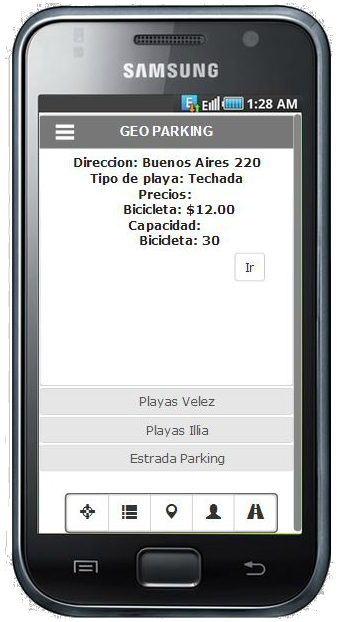 SAMSUNG
1:28 AM
GEO PARKING
Direccion: Buenos Aires 220
Tipo de playa: Techada
Precios:
Bicicleta: $12.00
Capacidad:
Bicicleta: 30
Ir
Playas Velez
Playas Illia
Estrada Parking